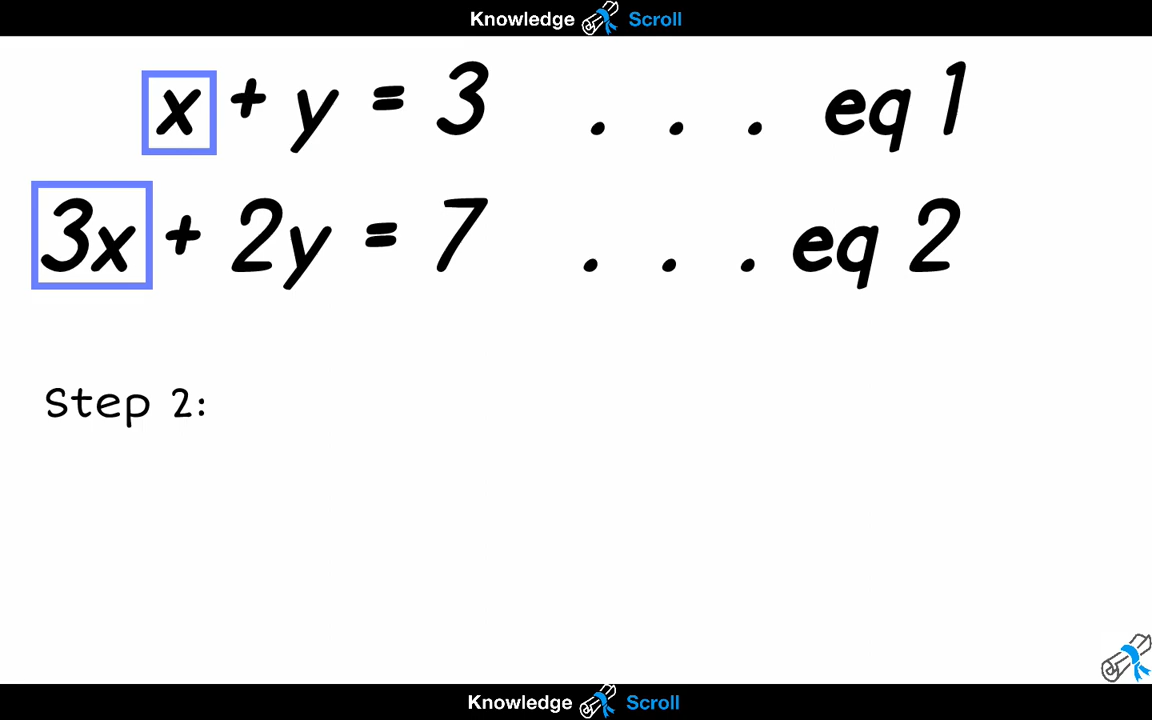 Knowledge Scroll
x + y = 3 . . . eq 1
3x + 2y = 7 . . . eq 2
Step 2:
Knowledge Scroll